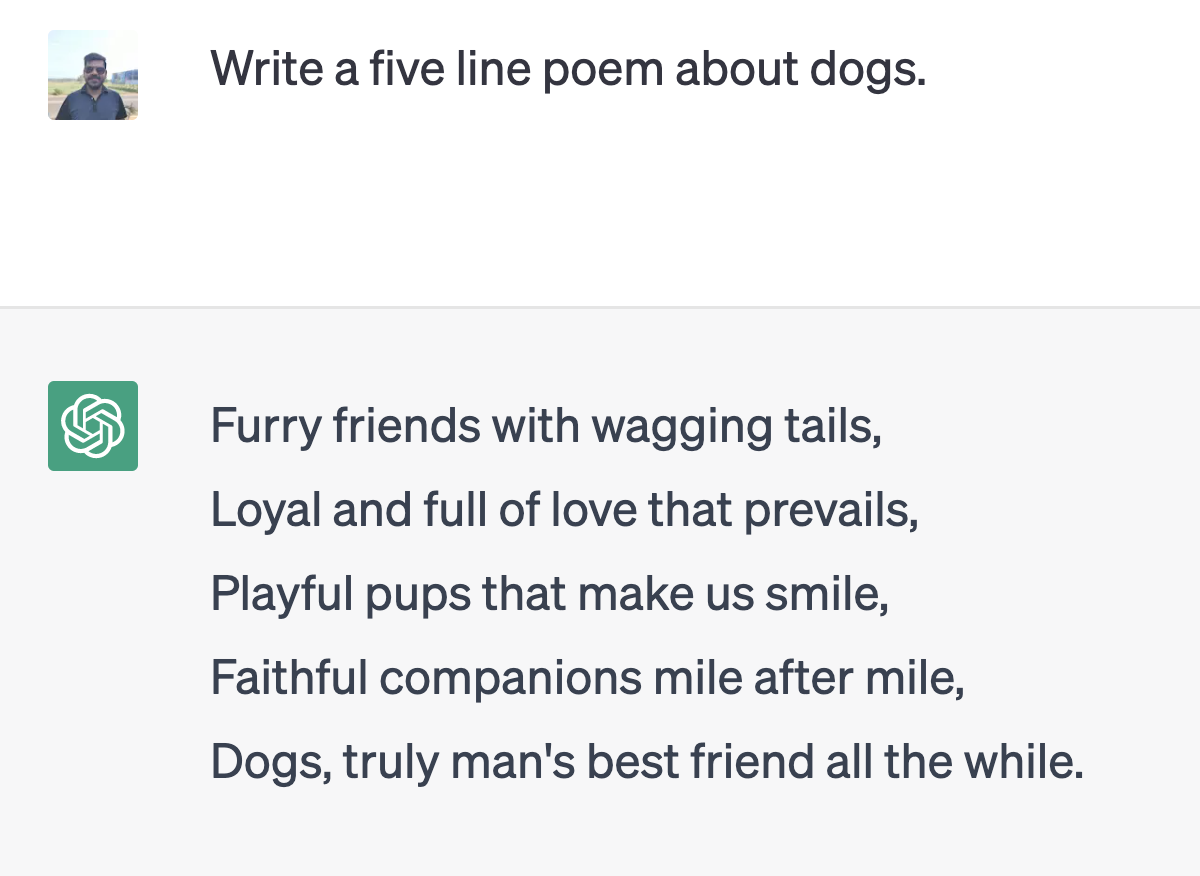 Write a five line poem about dogs.
Furry friends with wagging tails,
Loyal and full of love that prevails,
Playful pups that make us smile,
Faithful companions mile after mile,
Dogs, truly man's best friend all the while.